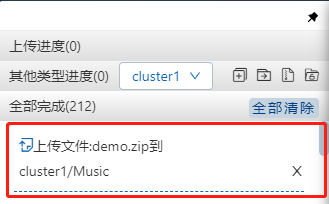 上传进度(0)
其他类型进度(0) cluster1
全部完成(212) 全部清除
上传文件:demo.zip到
cluster1/Music X